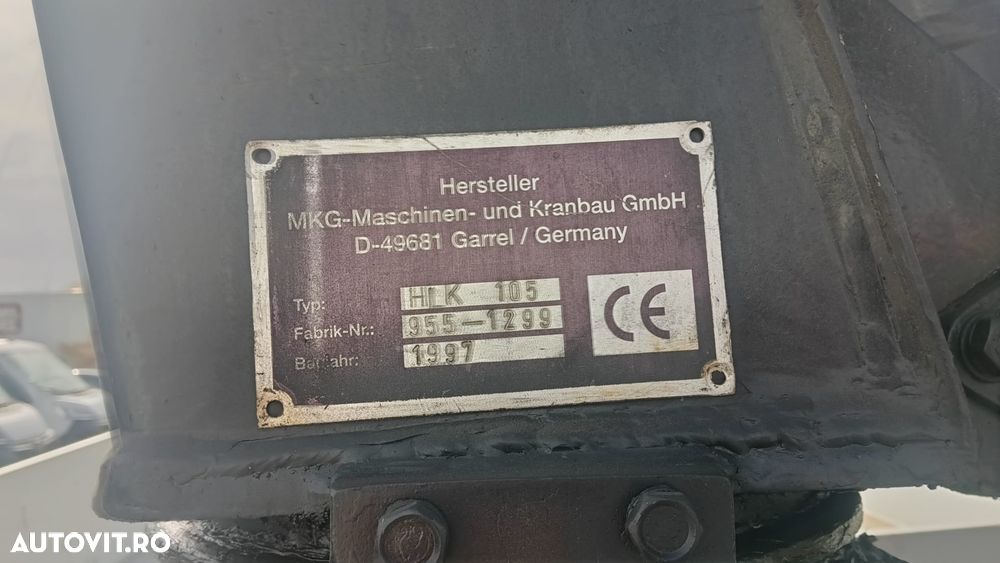 Hersteller
MKG-Maschinen- und Kranbau GmbH
D-49681 Garrel / Germany
Typ: HLK 105
Fabrik-Nr.: 955-1299
Baujahr: 1997
CE
AUTOVIT.RO